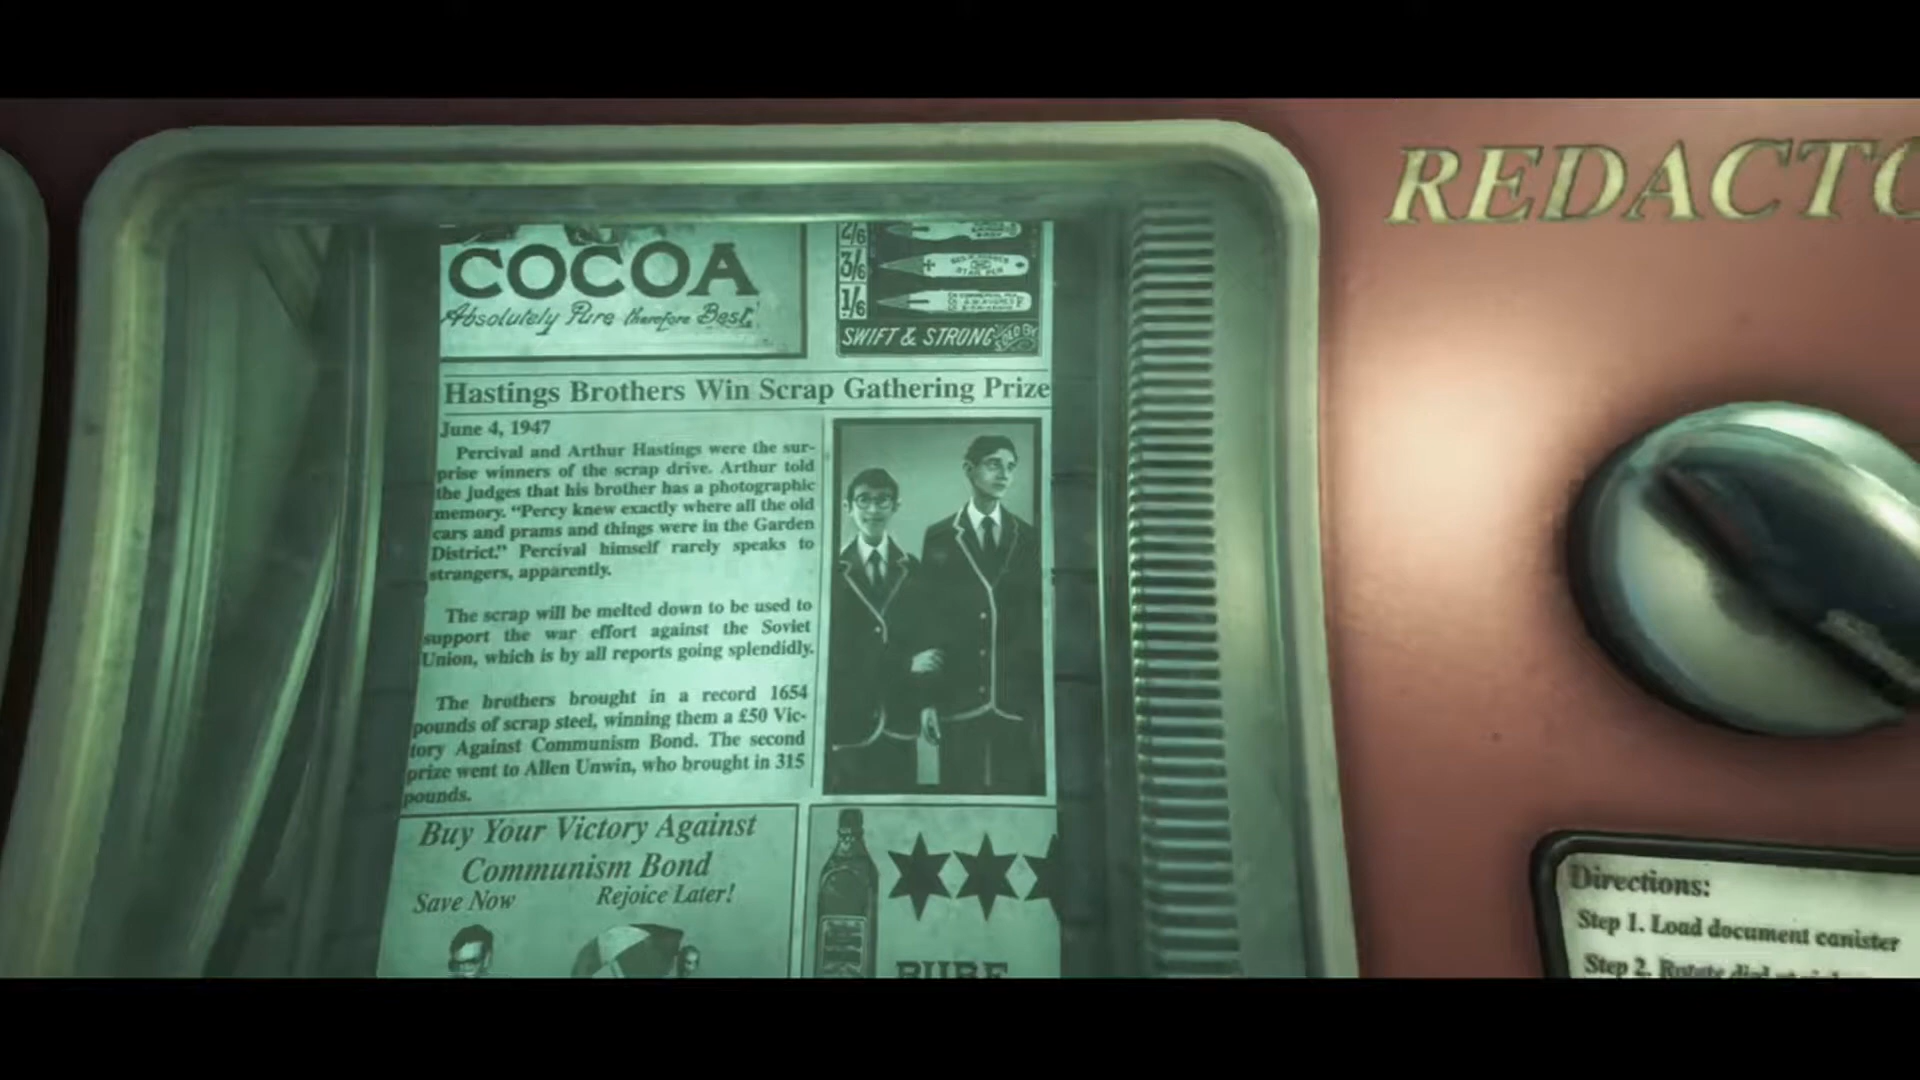 REDACTO
COCOA
Absolutely Pure therefore Best!
2/6
3/6
1/6
STAR PEN
SWIFT & STRONG SOLD BY
Hastings Brothers Win Scrap Gathering Prize
June 4, 1947
Percival and Arthur Hastings were the sur-
prise winners of the scrap drive. Arthur told
the judges that his brother has a photographic
memory. “Percy knew exactly where all the old
cars and prams and things were in the Garden
District.” Percival himself rarely speaks to
strangers, apparently.
The scrap will be melted down to be used to
support the war effort against the Soviet
Union, which is by all reports going splendidly.
The brothers brought in a record 1654
pounds of scrap steel, winning them a £50 Vic-
tory Against Communism Bond. The second
prize went to Allen Unwin, who brought in 315
pounds.
Buy Your Victory Against
Communism Bond
Save Now Rejoice Later!
PURE
Directions:
Step 1. Load document canister
Step 2. Rotate dial